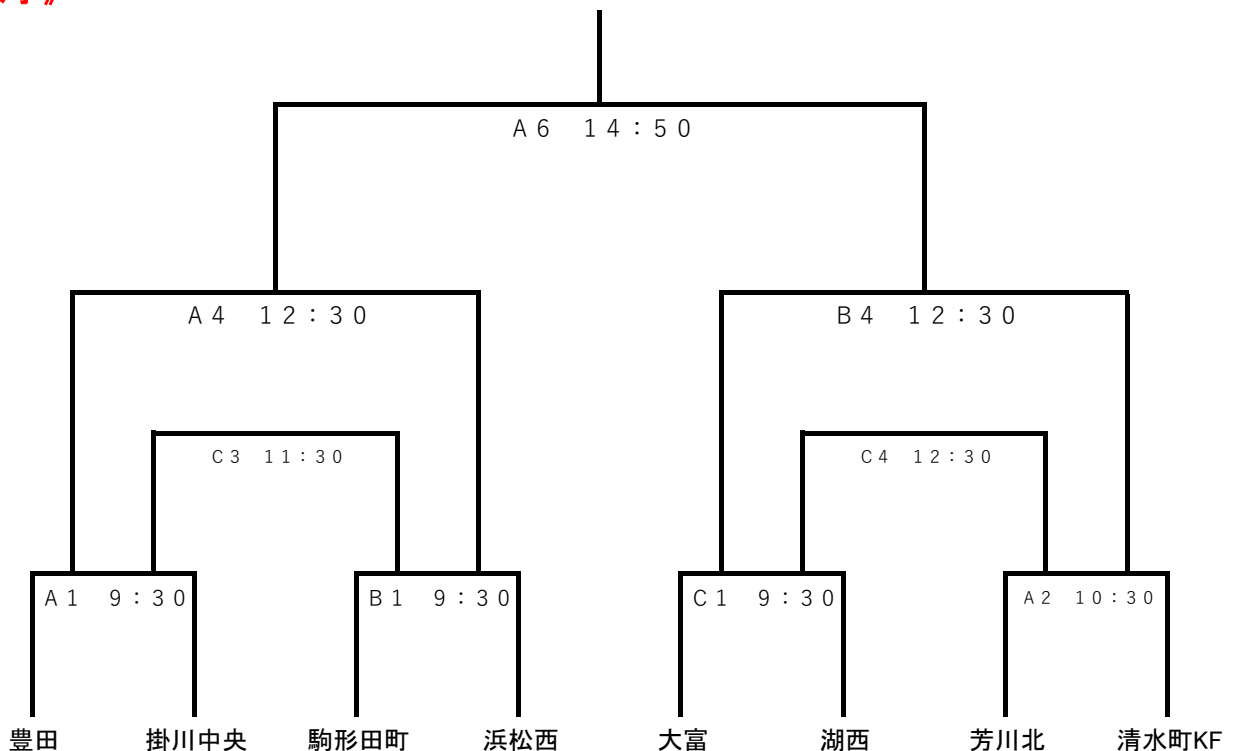 Ａ６　１４：５０
Ａ４　１２：３０
Ｂ４　１２：３０
Ｃ３　１１：３０
Ｃ４　１２：３０
Ａ１　９：３０
Ｂ１　９：３０
Ｃ１　９：３０
Ａ２　１０：３０
豊田
掛川中央
駒形田町
浜松西
大富
湖西
芳川北
清水町KF